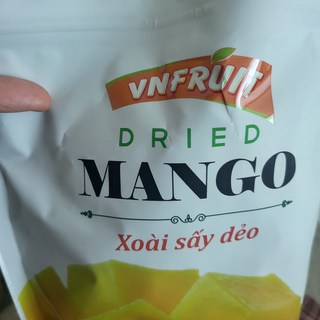 VNFRUIT
DRIED
MANGO
Xoài sấy dẻo